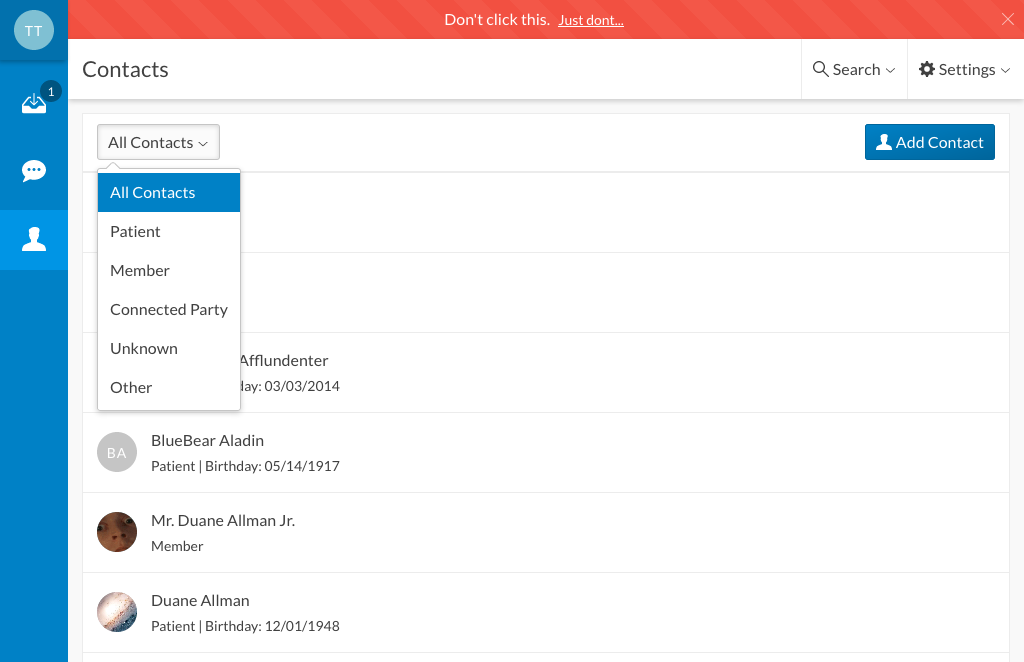 TT
Don't click this. Just dont...
1
Contacts
Search
Settings
All Contacts
Add Contact
All Contacts
Patient
Member
Connected Party
Unknown
Other
Afflundenter
03/03/2014
BA
BlueBear Aladin
Patient | Birthday: 05/14/1917
Mr. Duane Allman Jr.
Member
Duane Allman
Patient | Birthday: 12/01/1948